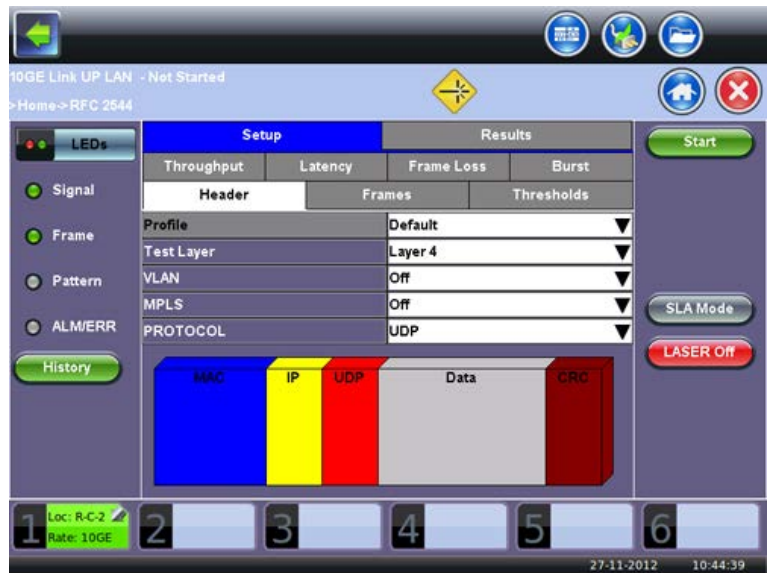 10GE Link UP LAN - Not Started
>Home->RFC 2544
LEDs
Signal
Frame
Pattern
ALM/ERR
History
Setup Results
Throughput Latency Frame Loss Burst
Header Frames Thresholds
Profile Default
Test Layer Layer 4
VLAN Off
MPLS Off
PROTOCOL UDP
MAC IP UDP Data CRC
Start
SLA Mode
LASER Off
1 Loc: R-C-2
Rate: 10GE
2 3 4 5 6
27-11-2012 10:44:39